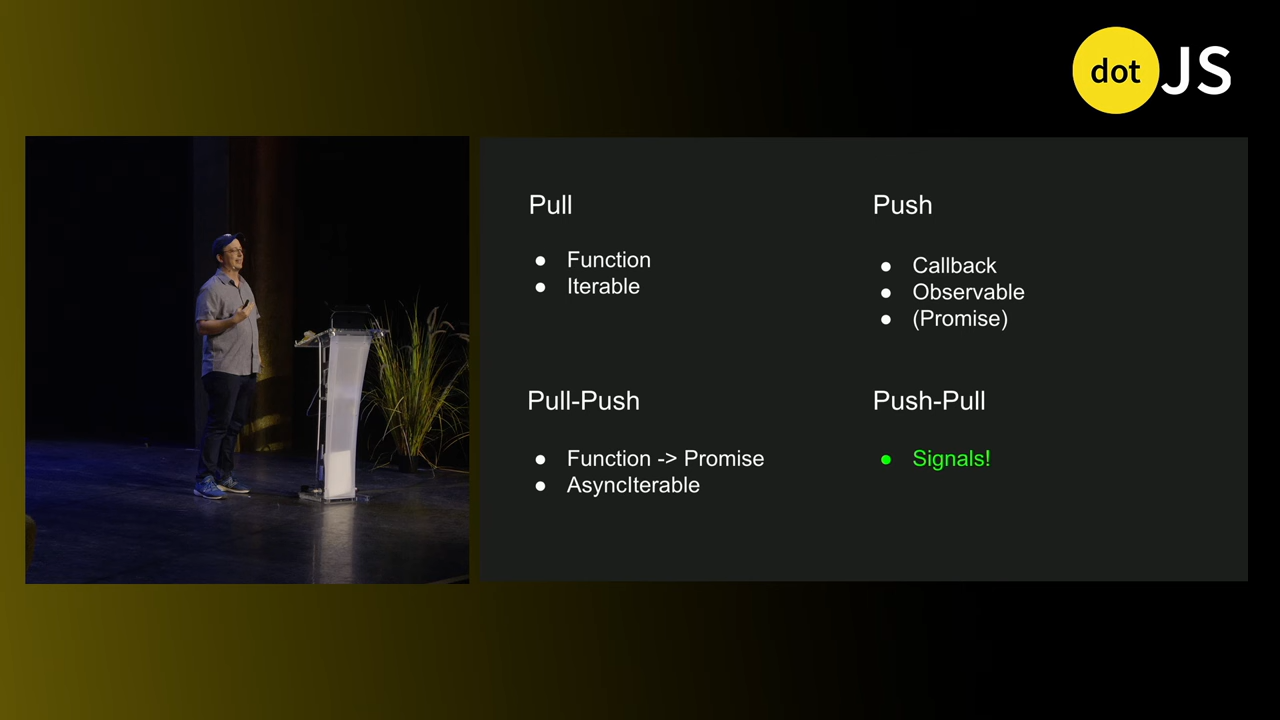 dot JS
Pull
● Function
● Iterable
Push
● Callback
● Observable
● (Promise)
Pull-Push
● Function -> Promise
● AsyncIterable
Push-Pull
● Signals!